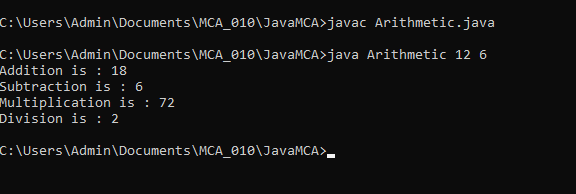 C:\Users\Admin\Documents\MCA_010\JavaMCA>javac Arithmetic.java
C:\Users\Admin\Documents\MCA_010\JavaMCA>java Arithmetic 12 6
Addition is : 18
Subtraction is : 6
Multiplication is : 72
Division is : 2
C:\Users\Admin\Documents\MCA_010\JavaMCA>